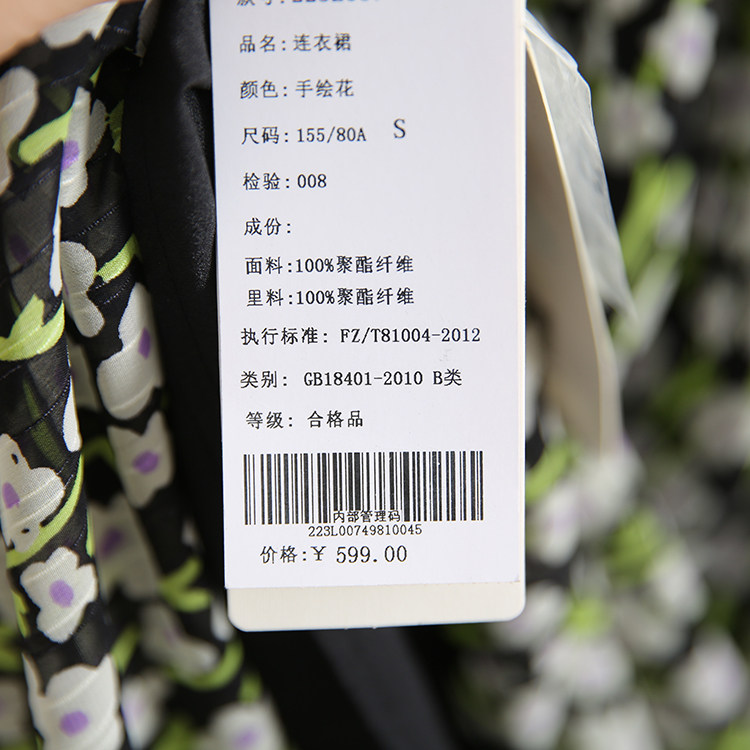 品名: 连衣裙
颜色: 手绘花
尺码: 155/80A S
检验: 008
成份:
面料:100%聚酯纤维
里料:100%聚酯纤维
执行标准: FZ/T81004-2012
类别: GB18401-2010 B类
等级: 合格品
内部管理码
223L00749810045
价格:¥ 599.00